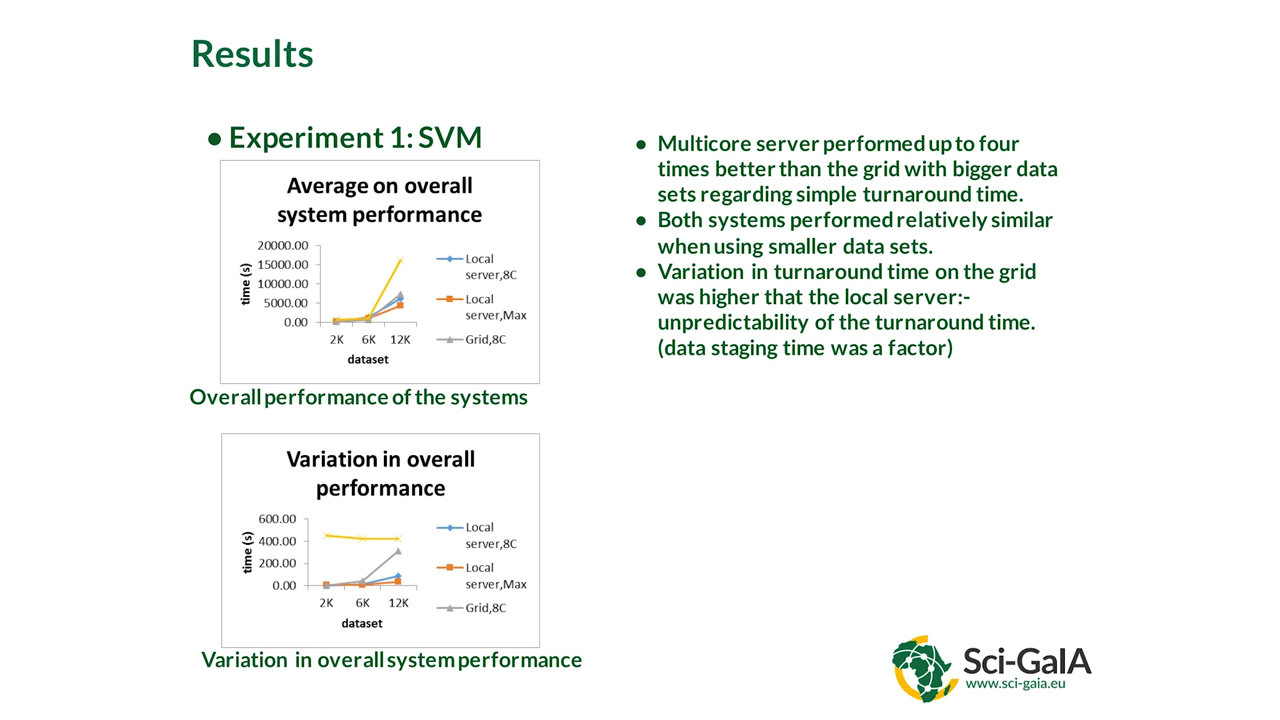 Results
● Experiment 1: SVM
Average on overall
system performance
20000.00
15000.00
10000.00
5000.00
0.00
time (s)
2K 6K 12K
dataset
Local
server,8C
Local
server,Max
Grid,8C
Overall performance of the systems
Variation in overall
performance
600.00
400.00
200.00
0.00
time (s)
2K 6K 12K
dataset
Local
server,8C
Local
server,Max
Grid,8C
Variation in overall system performance
● Multicore server performed up to four
times better than the grid with bigger data
sets regarding simple turnaround time.
● Both systems performed relatively similar
when using smaller data sets.
● Variation in turnaround time on the grid
was higher that the local server:-
unpredictability of the turnaround time.
(data staging time was a factor)
Sci-GaIA
www.sci-gaia.eu